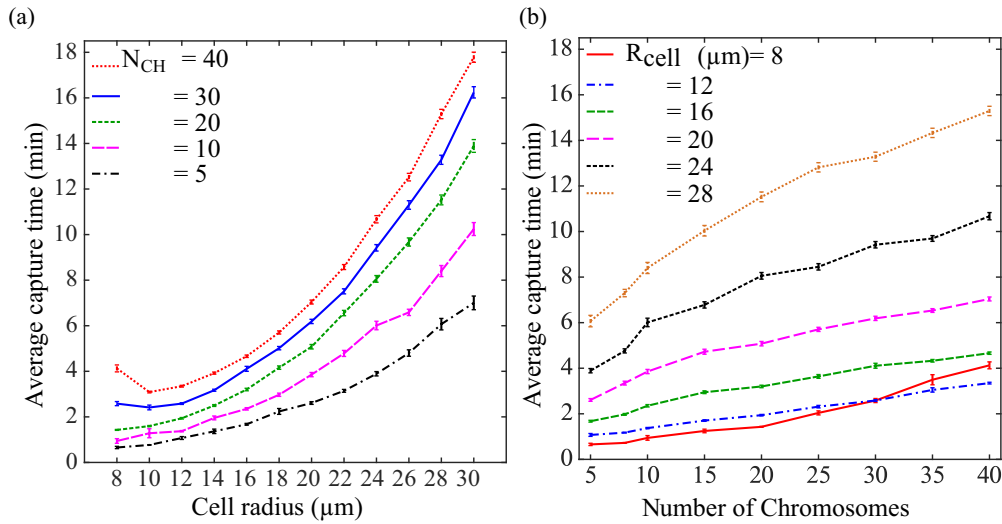 (a)
18
16
14
12
10
8
6
4
2
0
Average capture time (min)
N_CH = 40
= 30
= 20
= 10
= 5
8 10 12 14 16 18 20 22 24 26 28 30
Cell radius (µm)
(b)
18
16
14
12
10
8
6
4
2
0
Average capture time (min)
R_cell (µm)= 8
= 12
= 16
= 20
= 24
= 28
5 10 15 20 25 30 35 40
Number of Chromosomes